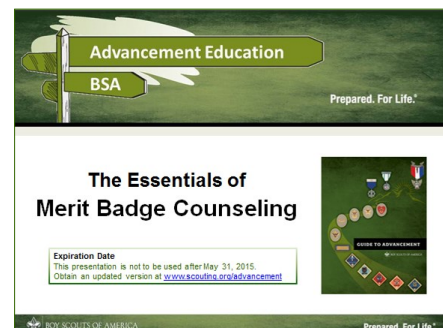 Advancement Education
BSA
Prepared. For Life.®
The Essentials of
Merit Badge Counseling
Expiration Date
This presentation is not to be used after May 31, 2015.
Obtain an updated version at www.scouting.org/advancement
GUIDE TO ADVANCEMENT
BOY SCOUTS OF AMERICA
Prepared. For Life.®